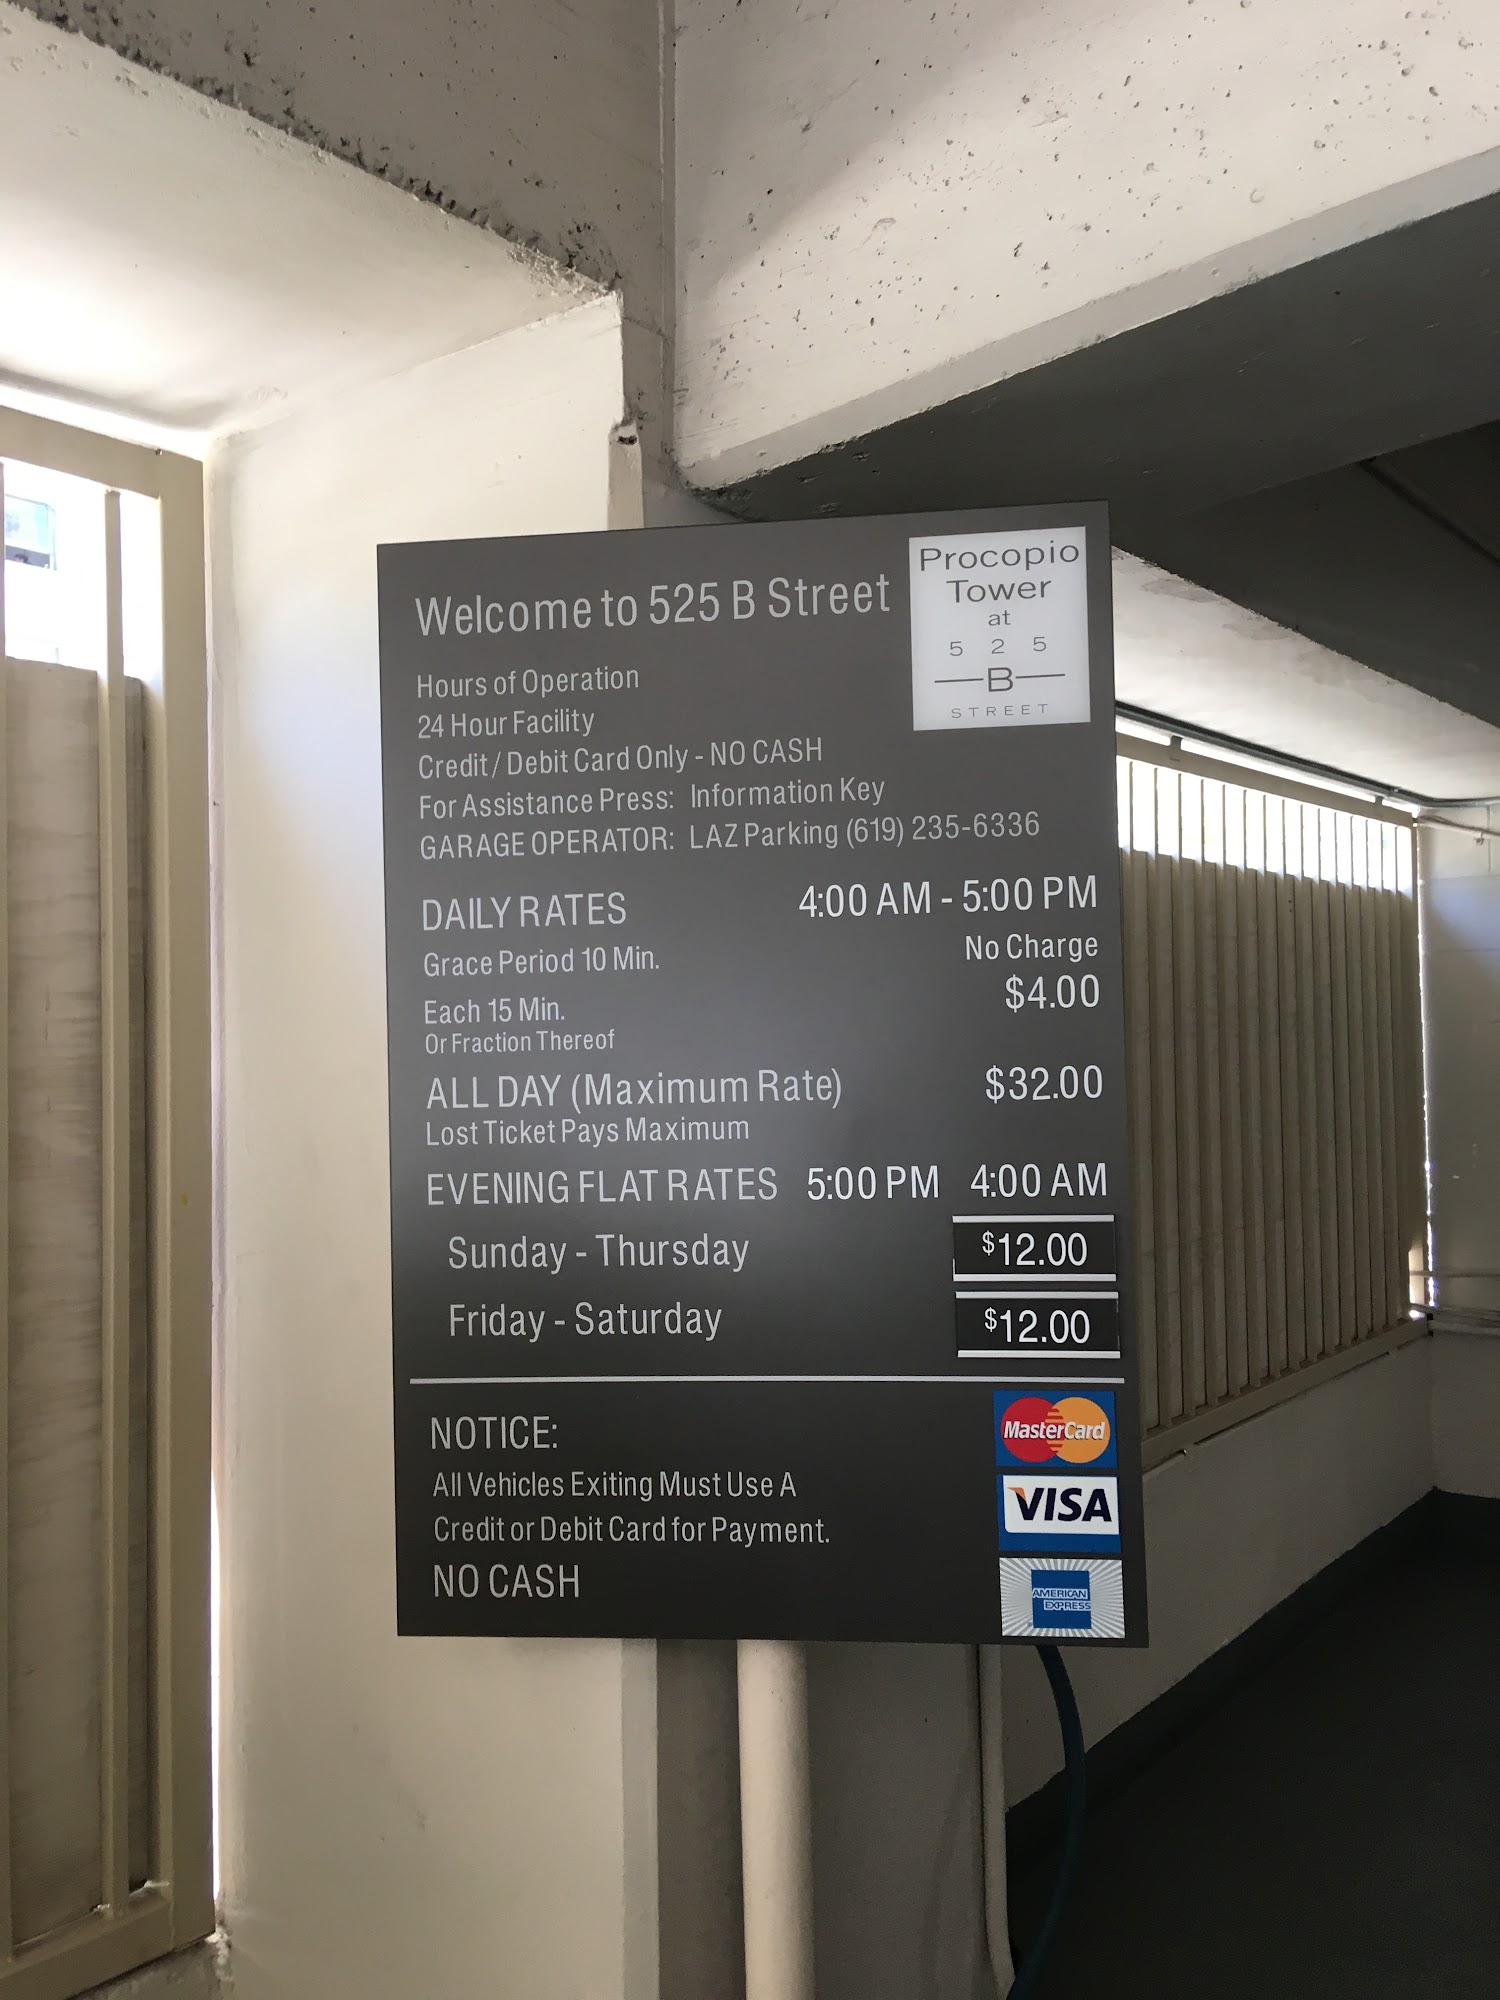 Welcome to 525 B Street
Procopio
Tower
at
5 2 5
B
STREET
Hours of Operation
24 Hour Facility
Credit / Debit Card Only - NO CASH
For Assistance Press: Information Key
GARAGE OPERATOR: LAZ Parking (619) 235-6336
DAILY RATES 4:00 AM - 5:00 PM
Grace Period 10 Min. No Charge
Each 15 Min. $4.00
Or Fraction Thereof
ALL DAY (Maximum Rate) $32.00
Lost Ticket Pays Maximum
EVENING FLAT RATES 5:00 PM 4:00 AM
Sunday - Thursday $12.00
Friday - Saturday $12.00
NOTICE:
All Vehicles Exiting Must Use A
Credit or Debit Card for Payment.
NO CASH
MasterCard
VISA
AMERICAN
EXPRESS